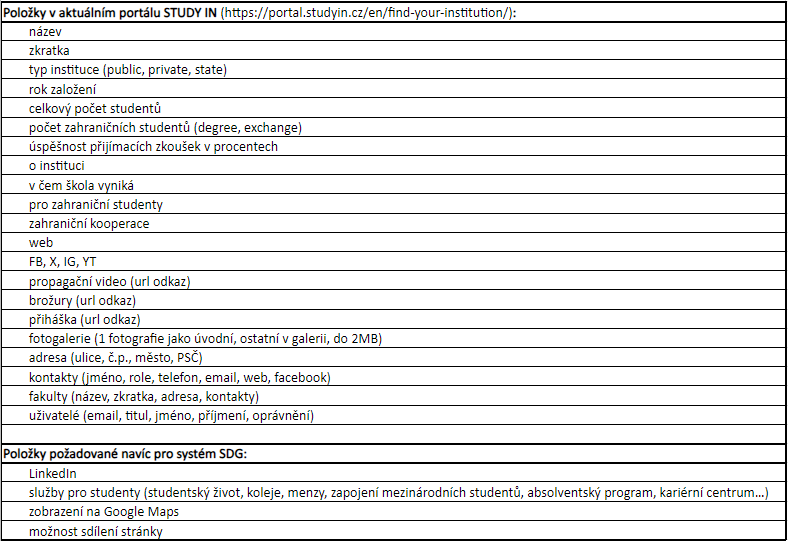 Položky v aktuálním portálu STUDY IN (https://portal.studyin.cz/en/find-your-institution/):
název
zkratka
typ instituce (public, private, state)
rok založení
celkový počet studentů
počet zahraničních studentů (degree, exchange)
úspěšnost přijímacích zkoušek v procentech
o instituci
v čem škola vyniká
pro zahraniční studenty
zahraniční kooperace
web
FB, X, IG, YT
propagační video (url odkaz)
brožury (url odkaz)
přihláška (url odkaz)
fotogalerie (1 fotografie jako úvodní, ostatní v galerii, do 2MB)
adresa (ulice, č.p., město, PSČ)
kontakty (jméno, role, telefon, email, web, facebook)
fakulty (název, zkratka, adresa, kontakty)
uživatelé (email, titul, jméno, příjmení, oprávnění)
Položky požadované navíc pro systém SDG:
LinkedIn
služby pro studenty (studentský život, koleje, menzy, zapojení mezinárodních studentů, absolventský program, kariérní centrum...)
zobrazení na Google Maps
možnost sdílení stránky